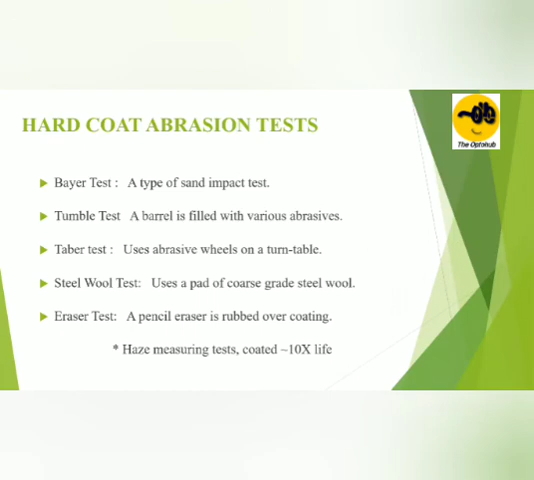 The Optohub
HARD COAT ABRASION TESTS
Bayer Test : A type of sand impact test.
Tumble Test A barrel is filled with various abrasives.
Taber test : Uses abrasive wheels on a turn-table.
Steel Wool Test: Uses a pad of coarse grade steel wool.
Eraser Test: A pencil eraser is rubbed over coating.
* Haze measuring tests, coated ~10X life